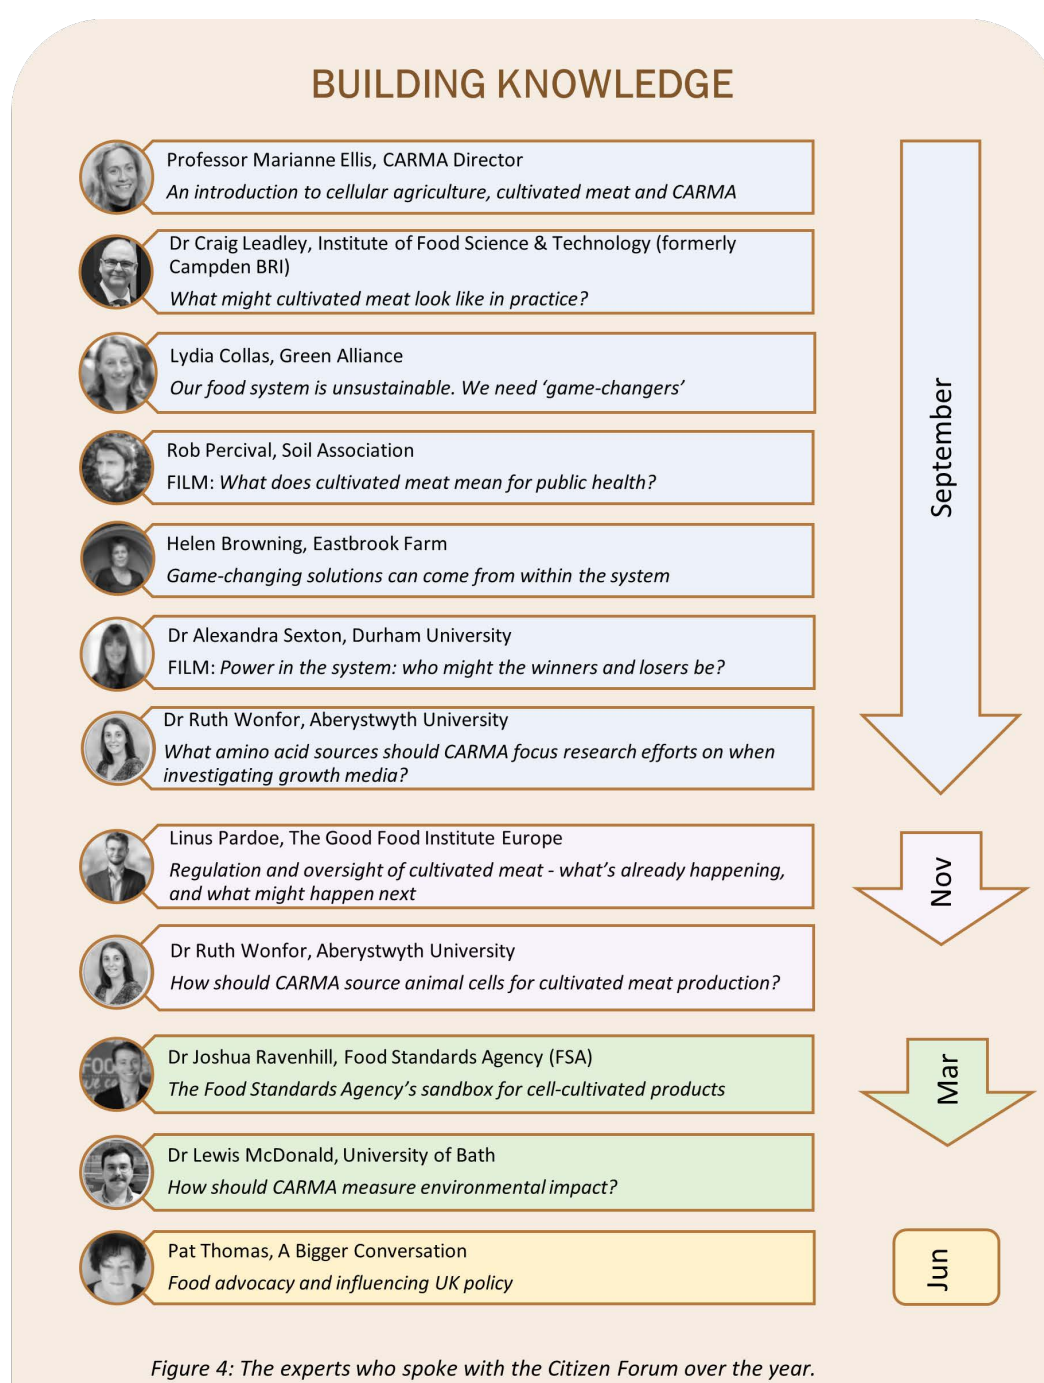 BUILDING KNOWLEDGE
Professor Marianne Ellis, CARMA Director
An introduction to cellular agriculture, cultivated meat and CARMA
Dr Craig Leadley, Institute of Food Science & Technology (formerly
Campden BRI)
What might cultivated meat look like in practice?
Lydia Collas, Green Alliance
Our food system is unsustainable. We need ‘game-changers’
Rob Percival, Soil Association
FILM: What does cultivated meat mean for public health?
Helen Browning, Eastbrook Farm
Game-changing solutions can come from within the system
Dr Alexandra Sexton, Durham University
FILM: Power in the system: who might the winners and losers be?
Dr Ruth Wonfor, Aberystwyth University
What amino acid sources should CARMA focus research efforts on when
investigating growth media?
September
Linus Pardoe, The Good Food Institute Europe
Regulation and oversight of cultivated meat - what’s already happening,
and what might happen next
Dr Ruth Wonfor, Aberystwyth University
How should CARMA source animal cells for cultivated meat production?
Nov
Dr Joshua Ravenhill, Food Standards Agency (FSA)
The Food Standards Agency’s sandbox for cell-cultivated products
Dr Lewis McDonald, University of Bath
How should CARMA measure environmental impact?
Mar
Pat Thomas, A Bigger Conversation
Food advocacy and influencing UK policy
Jun
Figure 4: The experts who spoke with the Citizen Forum over the year.